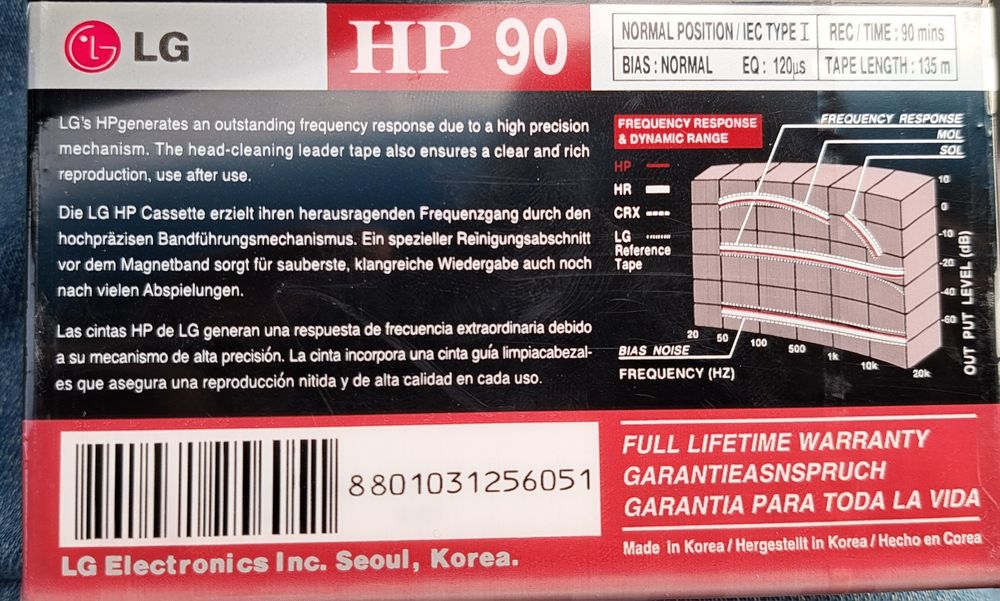 LG
HP 90
NORMAL POSITION / IEC TYPE I
REC / TIME : 90 mins
BIAS : NORMAL EQ : 120µs
TAPE LENGTH : 135 m
LG's HPgenerates an outstanding frequency response due to a high precision
mechanism. The head-cleaning leader tape also ensures a clear and rich
reproduction, use after use.
Die LG HP Cassette erzielt ihren herausragenden Frequenzgang durch den
hochpräzisen Bandführungsmechanismus. Ein spezieller Reinigungsabschnitt
vor dem Magnetband sorgt für sauberste, klangreiche Wiedergabe auch noch
nach vielen Abspielungen.
Las cintas HP de LG generan una respuesta de frecuencia extraordinaria debido
a su mecanismo de alta precisión. La cinta incorpora una cinta guía limpiacabezal-
es que asegura una reproducción nitida y de alta calidad en cada uso.
FREQUENCY RESPONSE
& DYNAMIC RANGE
HP
HR
CRX
LG
Reference
Tape
FREQUENCY RESPONSE
MOL
SOL
10
0
-10
-20
-40
-60
OUT PUT LEVEL (dB)
20 50 100 500 1k 10k 20k
BIAS NOISE
FREQUENCY (HZ)
8801031256051
LG Electronics Inc. Seoul, Korea.
FULL LIFETIME WARRANTY
GARANTIEASNSPRUCH
GARANTIA PARA TODA LA VIDA
Made in Korea / Hergestellt in Korea / Hecho en Corea